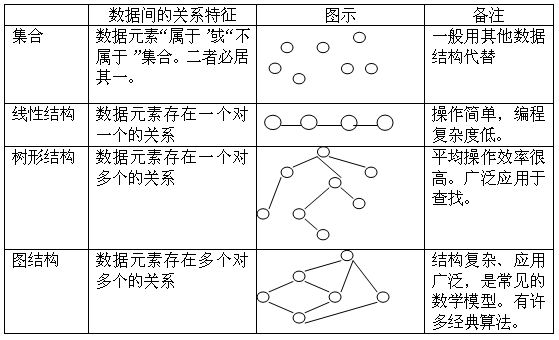 数据间的关系特征 图示 备注
集合 数据元素“属于”或“不 一般用其他数据
属于”集合。二者必居 结构代替
其一。
线性结构 数据元素存在一个对 操作简单，编程
一个的关系 复杂度低。
树形结构 数据元素存在一个对 平均操作效率很
多个的关系 高。广泛应用于
查找。
图结构 数据元素存在多个对 结构复杂、应用
多个的关系 广泛，是常见的
数学模型。有许
多经典算法。